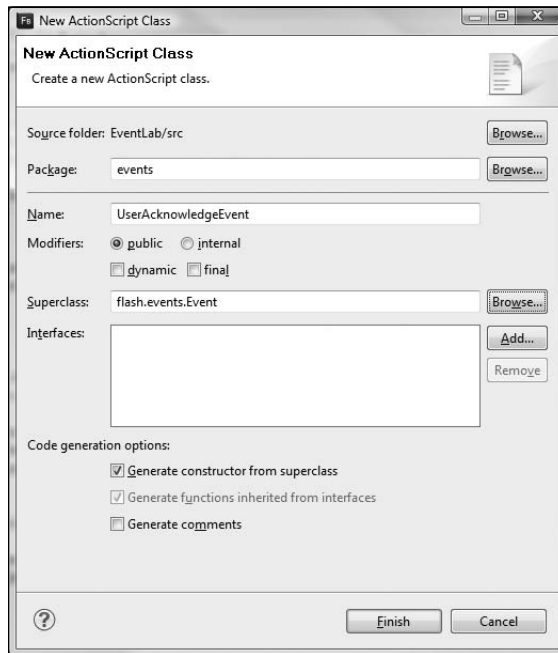 Fb New ActionScript Class
New ActionScript Class
Create a new ActionScript class.
Source folder: EventLab/src Browse...
Package: events Browse...
Name: UserAcknowledgeEvent
Modifiers: public internal
dynamic final
Superclass: flash.events.Event Browse...
Interfaces: Add...
Remove
Code generation options:
Generate constructor from superclass
Generate functions inherited from interfaces
Generate comments
? Finish Cancel